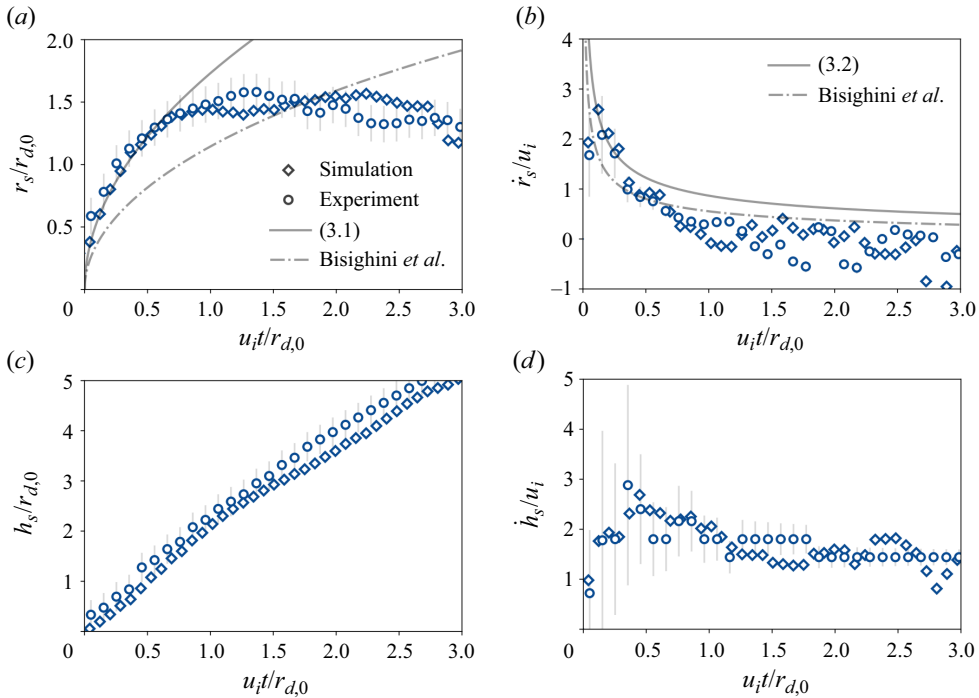 (a)
2.0
1.5
1.0
0.5
r_s/r_{d,0}
Simulation
Experiment
(3.1)
Bisighini et al.
0 0.5 1.0 1.5 2.0 2.5 3.0
u_i t/r_{d,0}
(b)
4
3
2
1
0
–1
ṙ_s/u_i
(3.2)
Bisighini et al.
0.5 1.0 1.5 2.0 2.5 3.0
u_i t/r_{d,0}
(c)
5
4
3
2
1
h_s/r_{d,0}
0 0.5 1.0 1.5 2.0 2.5 3.0
u_i t/r_{d,0}
(d)
5
4
3
2
1
ḣ_s/u_i
0 0.5 1.0 1.5 2.0 2.5 3.0
u_i t/r_{d,0}